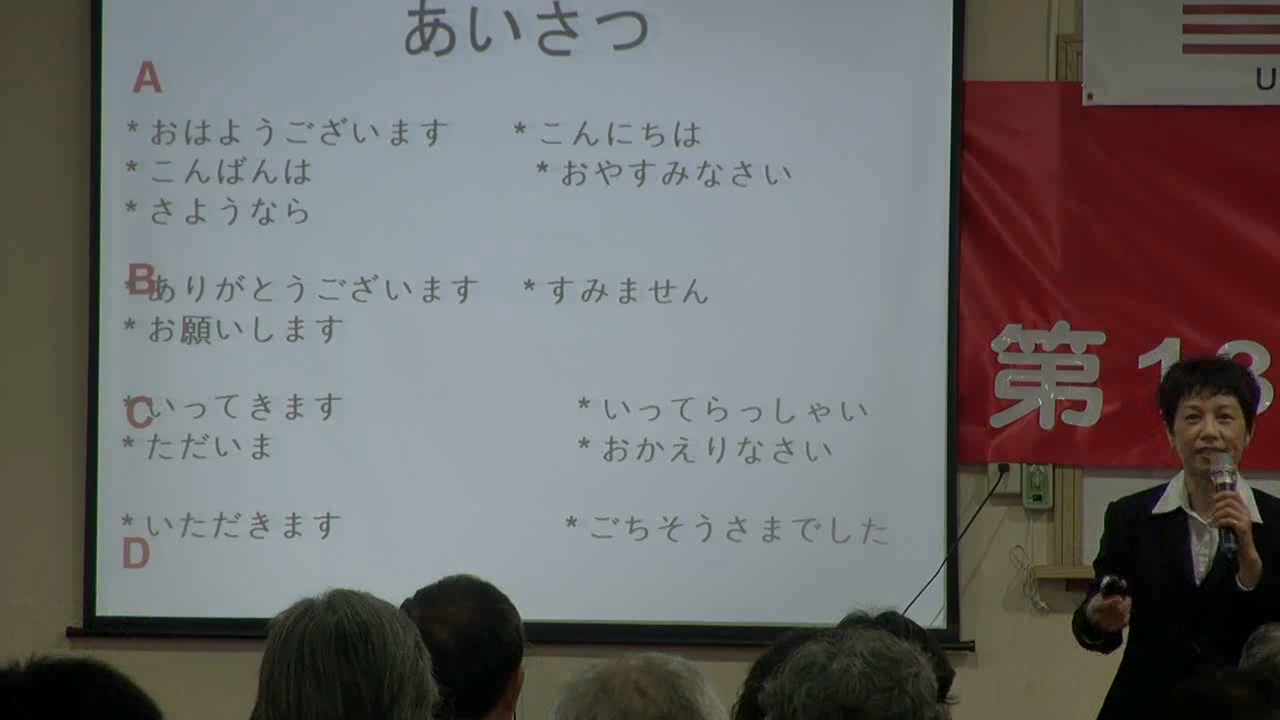 あいさつ
A
* おはようございます * こんにちは
* こんばんは * おやすみなさい
* さようなら
B
* ありがとうございます * すみません
* お願いします
C
* いってきます * いってらっしゃい
* ただいま * おかえりなさい
* いただきます * ごちそうさまでした
D
U
第 13